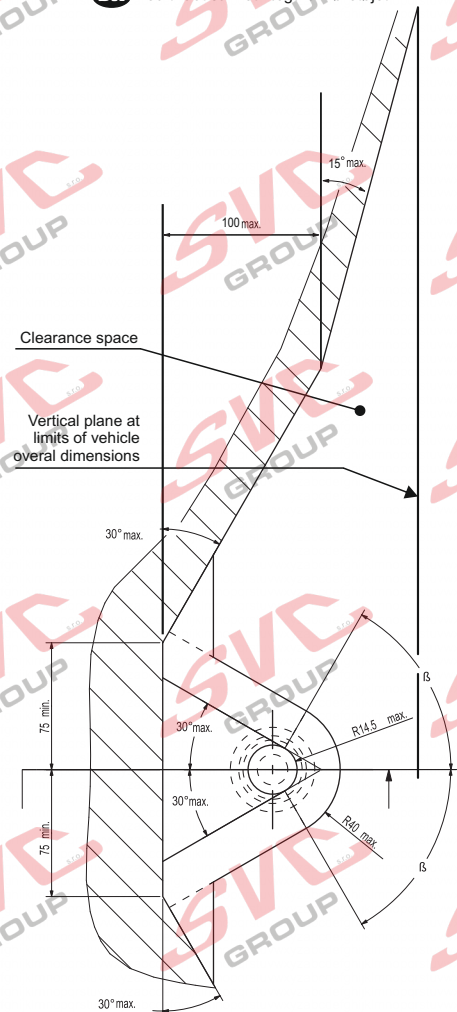 15° max.
100 max.
Clearance space
Vertical plane at
limits of vehicle
overal dimensions
30° max.
75 min.
30° max.
R14.5 max.
ß
30° max.
75 min.
R40 max.
ß
30° max.
SVC
s.r.o.
GROUP